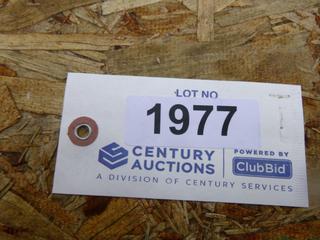 LOT NO
1977
CENTURY
AUCTIONS
POWERED BY
ClubBid
A DIVISION OF CENTURY SERVICES